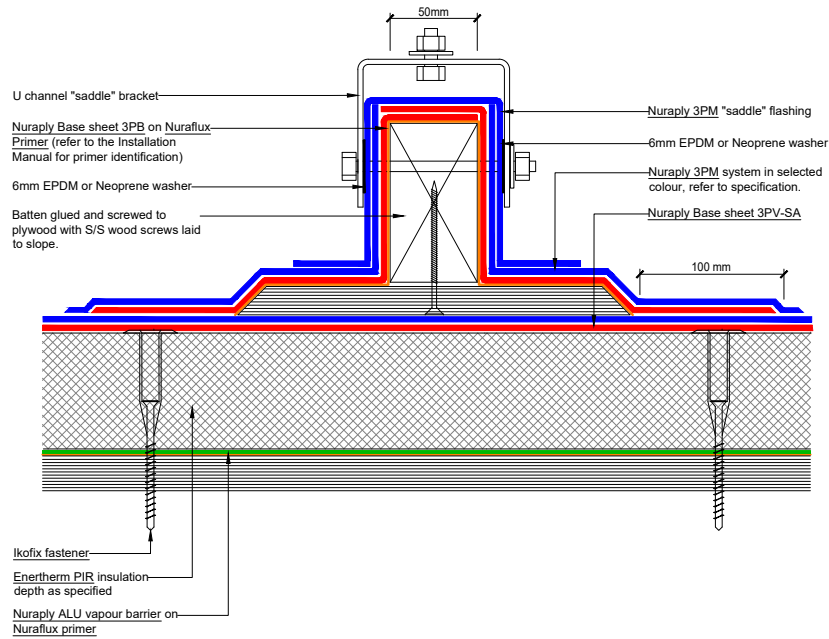 50mm
U channel "saddle" bracket
Nuraply Base sheet 3PB on Nuraflux
Primer (refer to the Installation
Manual for primer identification)
6mm EPDM or Neoprene washer
Batten glued and screwed to
plywood with S/S wood screws laid
to slope.
Nuraply 3PM "saddle" flashing
6mm EPDM or Neoprene washer
Nuraply 3PM system in selected
colour, refer to specification.
Nuraply Base sheet 3PV-SA
100 mm
Ikofix fastener
Enertherm PIR insulation
depth as specified
Nuraply ALU vapour barrier on
Nuraflux primer